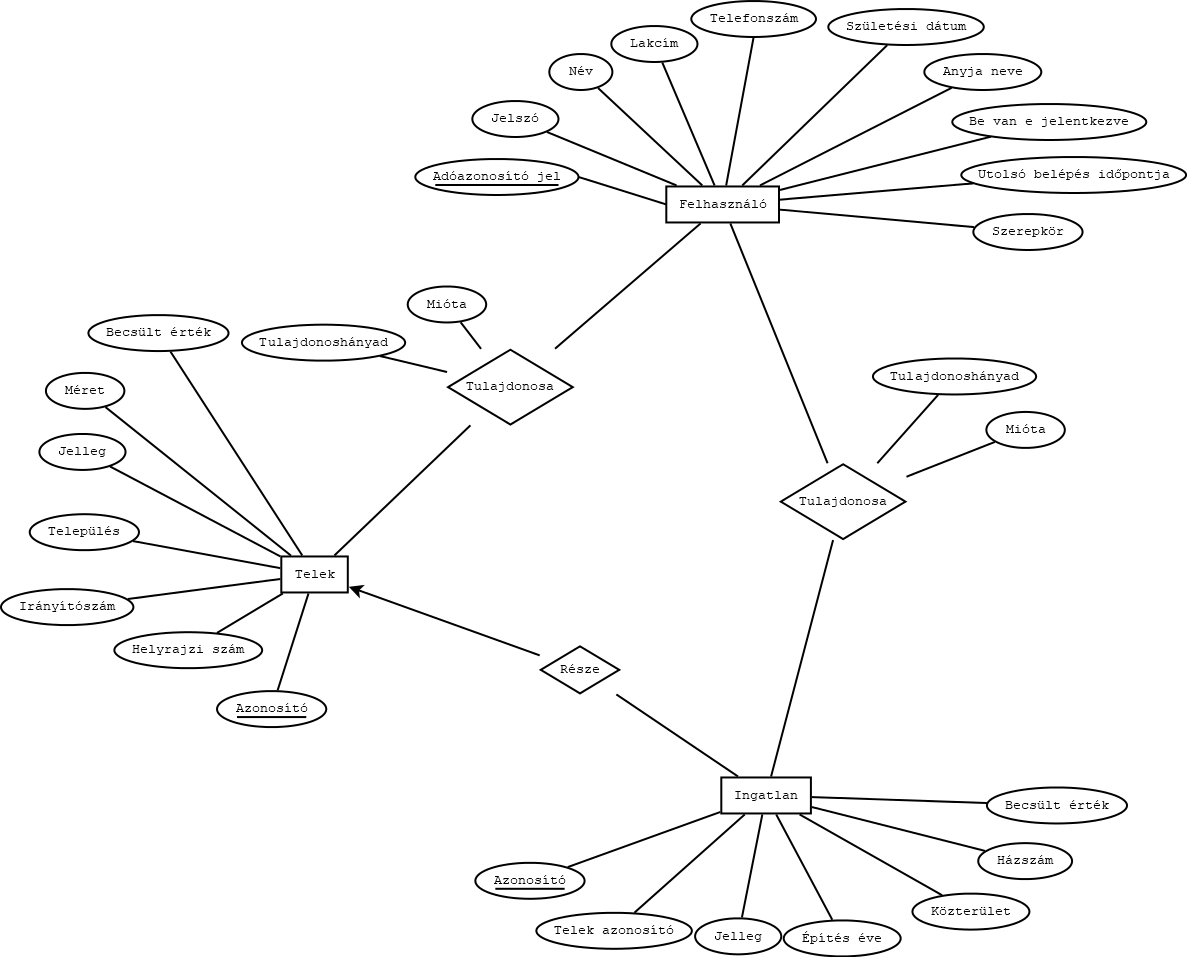 Telefonszám
Születési dátum
Lakcím
Név
Anyja neve
Jelszó
Be van e jelentkezve
Adóazonosító jel
Utolsó belépés időpontja
Felhasználó
Szerepkör
Mióta
Becsült érték
Tulajdonoshányad
Tulajdonosa
Tulajdonoshányad
Méret
Mióta
Jelleg
Tulajdonosa
Település
Telek
Irányítószám
Helyrajzi szám
Része
Azonosító
Ingatlan
Becsült érték
Házszám
Azonosító
Közterület
Telek azonosító
Jelleg
Építés éve